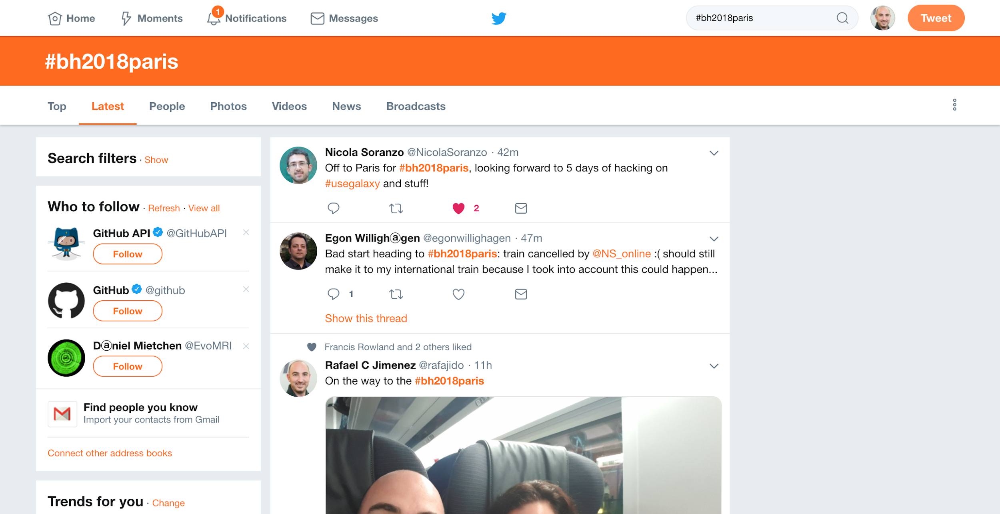 Home
Moments
1
Notifications
Messages
#bh2018paris
Tweet
#bh2018paris
Top
Latest
People
Photos
Videos
News
Broadcasts
Search filters · Show
Who to follow · Refresh · View all
GitHub API @GitHubAPI
Follow
GitHub @github
Follow
Dⓐniel Mietchen @EvoMRI
Follow
Find people you know
Import your contacts from Gmail
Connect other address books
Trends for you · Change
Nicola Soranzo @NicolaSoranzo · 42m
Off to Paris for #bh2018paris, looking forward to 5 days of hacking on
#usegalaxy and stuff!
2
Egon Willighⓐgen @egonwillighagen · 47m
Bad start heading to #bh2018paris: train cancelled by @NS_online :( should still
make it to my international train because I took into account this could happen...
1
Show this thread
Francis Rowland and 2 others liked
Rafael C Jimenez @rafajido · 11h
On the way to the #bh2018paris